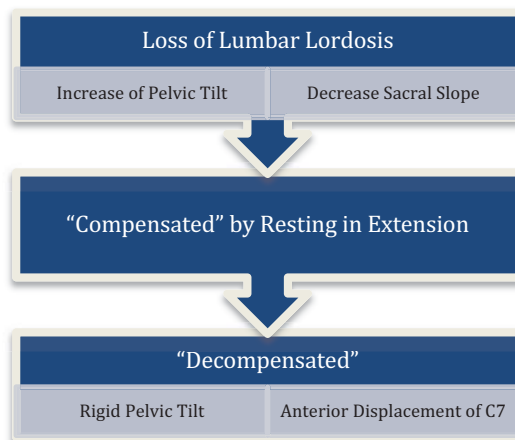 Loss of Lumbar Lordosis
Increase of Pelvic Tilt
Decrease Sacral Slope
“Compensated” by Resting in Extension
“Decompensated”
Rigid Pelvic Tilt
Anterior Displacement of C7